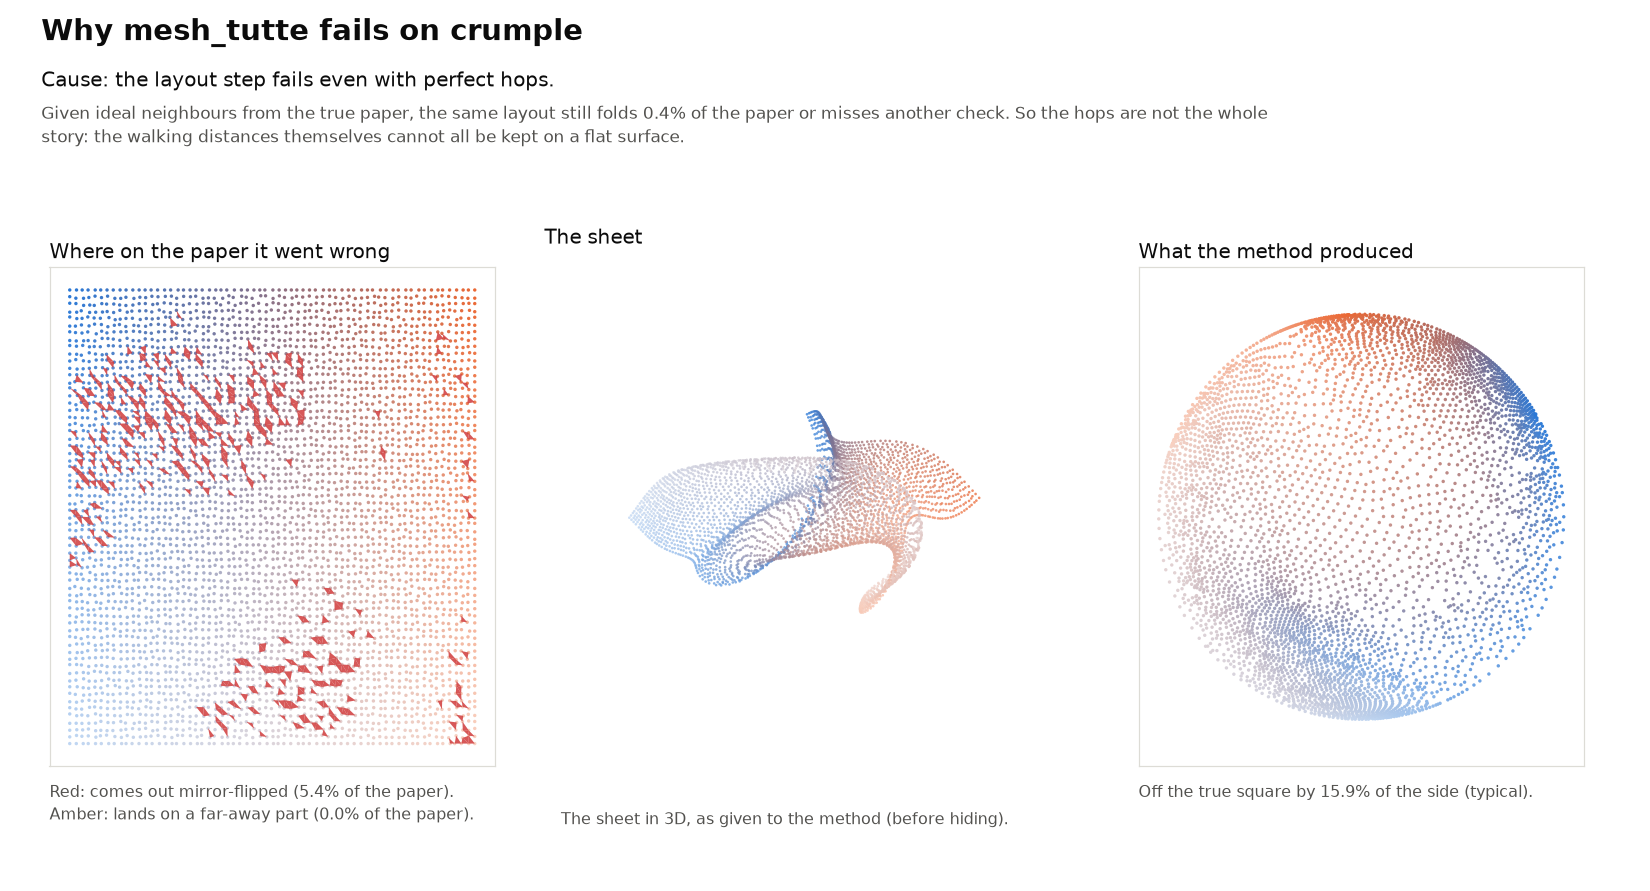 Why mesh_tutte fails on crumple
Cause: the layout step fails even with perfect hops.
Given ideal neighbours from the true paper, the same layout still folds 0.4% of the paper or misses another check. So the hops are not the whole
story: the walking distances themselves cannot all be kept on a flat surface.
Where on the paper it went wrong
The sheet
What the method produced
Red: comes out mirror-flipped (5.4% of the paper).
Amber: lands on a far-away part (0.0% of the paper).
The sheet in 3D, as given to the method (before hiding).
Off the true square by 15.9% of the side (typical).